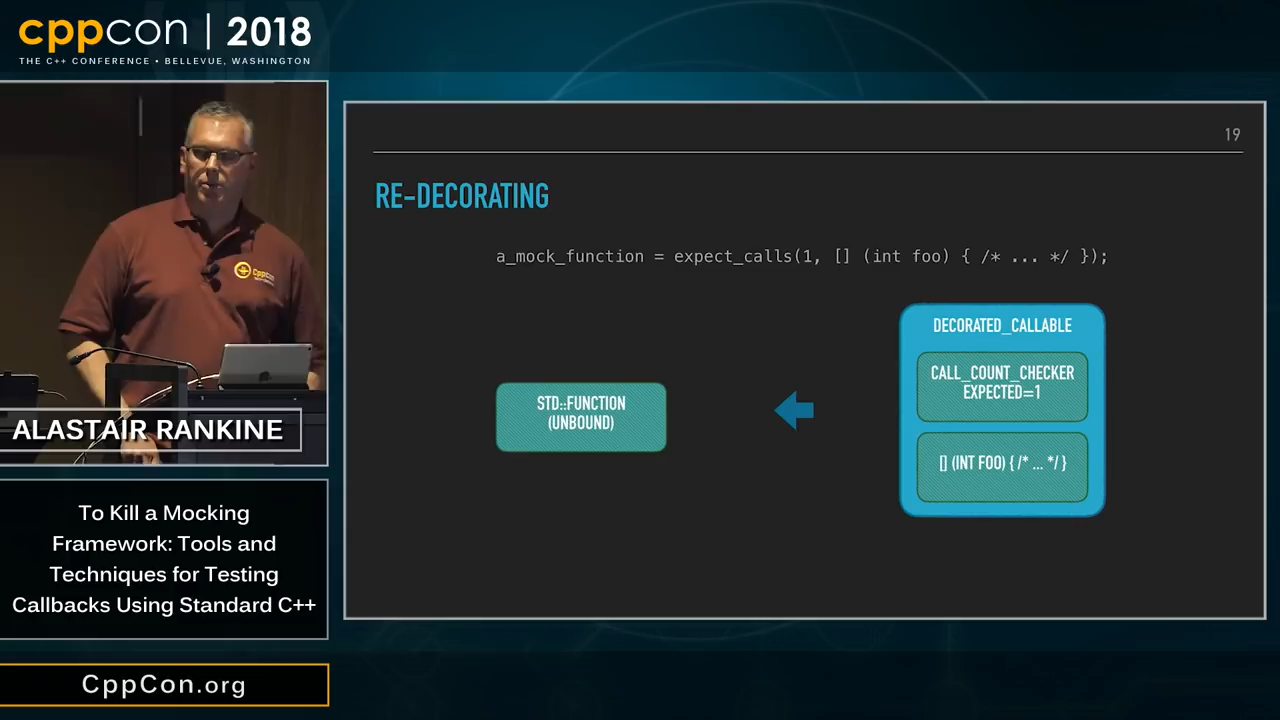 cppcon | 2018
THE C++ CONFERENCE • BELLEVUE, WASHINGTON
CppCon
ALASTAIR RANKINE
To Kill a Mocking
Framework: Tools and
Techniques for Testing
Callbacks Using Standard C++
CppCon.org
19
RE-DECORATING
a_mock_function = expect_calls(1, [] (int foo) { /* ... */ });
STD::FUNCTION
(UNBOUND)
DECORATED_CALLABLE
CALL_COUNT_CHECKER
EXPECTED=1
[] (INT FOO) { /* ... */ }